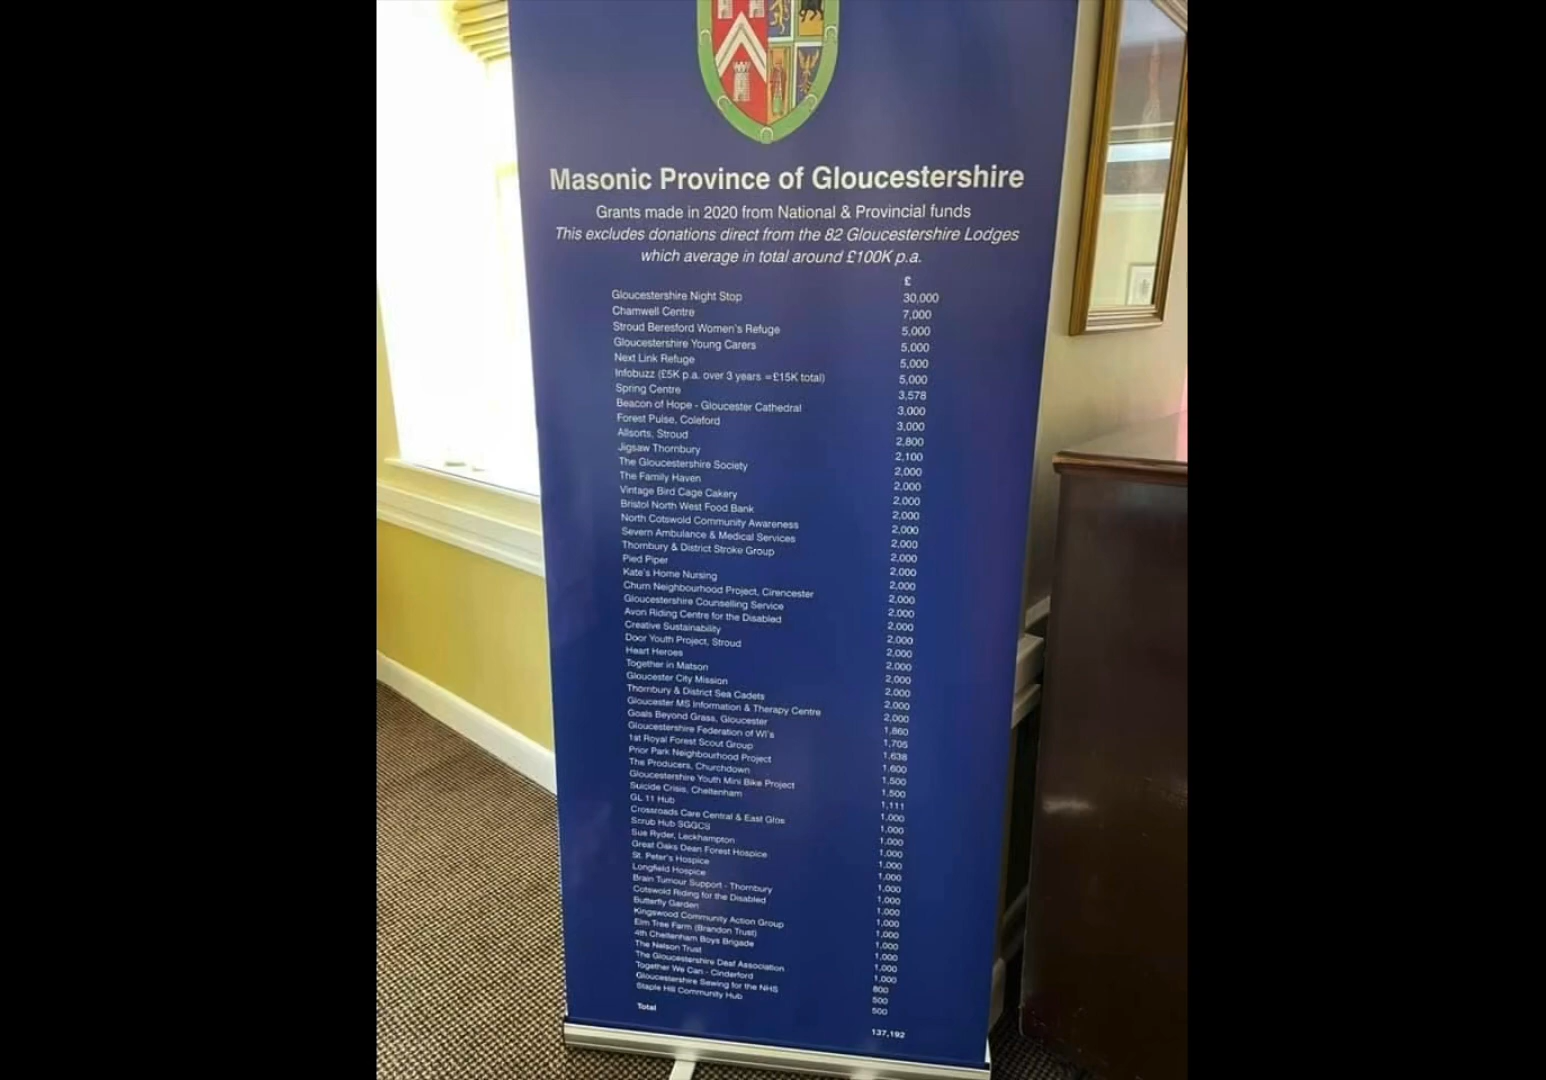 Masonic Province of Gloucestershire
Grants made in 2020 from National & Provincial funds
This excludes donations direct from the 82 Gloucestershire Lodges
which average in total around £100K p.a.
£
Gloucestershire Night Stop 30,000
Chamwell Centre 7,000
Stroud Beresford Women's Refuge 5,000
Gloucestershire Young Carers 5,000
Next Link Refuge 5,000
Infobuzz (£5K p.a. over 3 years =£15K total) 5,000
Spring Centre 3,578
Beacon of Hope - Gloucester Cathedral 3,000
Forest Pulse, Coleford 3,000
Allsorts, Stroud 2,800
Jigsaw Thornbury 2,100
The Gloucestershire Society 2,000
The Family Haven 2,000
Vintage Bird Cage Cakery 2,000
Bristol North West Food Bank 2,000
North Cotswold Community Awareness 2,000
Severn Ambulance & Medical Services 2,000
Thornbury & District Stroke Group 2,000
Pied Piper 2,000
Kate's Home Nursing 2,000
Churn Neighbourhood Project, Cirencester 2,000
Gloucestershire Counselling Service 2,000
Avon Riding Centre for the Disabled 2,000
Creative Sustainability 2,000
Door Youth Project, Stroud 2,000
Heart Heroes 2,000
Together in Matson 2,000
Gloucester City Mission 2,000
Thornbury & District Sea Cadets 2,000
Gloucester MS Information & Therapy Centre 2,000
Goals Beyond Grass, Gloucester 1,860
Gloucestershire Federation of WI's 1,705
1st Royal Forest Scout Group 1,638
Prior Park Neighbourhood Project 1,600
The Producers, Churchdown 1,500
Gloucestershire Youth Mini Bike Project 1,500
Suicide Crisis, Cheltenham 1,111
GL 11 Hub 1,000
Crossroads Care Central & East Glos 1,000
Scrub Hub SGGCS 1,000
Sue Ryder, Leckhampton 1,000
Great Oaks Dean Forest Hospice 1,000
St. Peter's Hospice 1,000
Longfield Hospice 1,000
Brain Tumour Support - Thornbury 1,000
Cotswold Riding for the Disabled 1,000
Butterfly Garden 1,000
Kingswood Community Action Group 1,000
Elm Tree Farm (Brandon Trust) 1,000
4th Cheltenham Boys Brigade 1,000
The Nelson Trust 1,000
The Gloucestershire Deaf Association 1,000
Together We Can - Cinderford 800
Gloucestershire Sewing for the NHS 500
Staple Hill Community Hub 500
Total 137,192